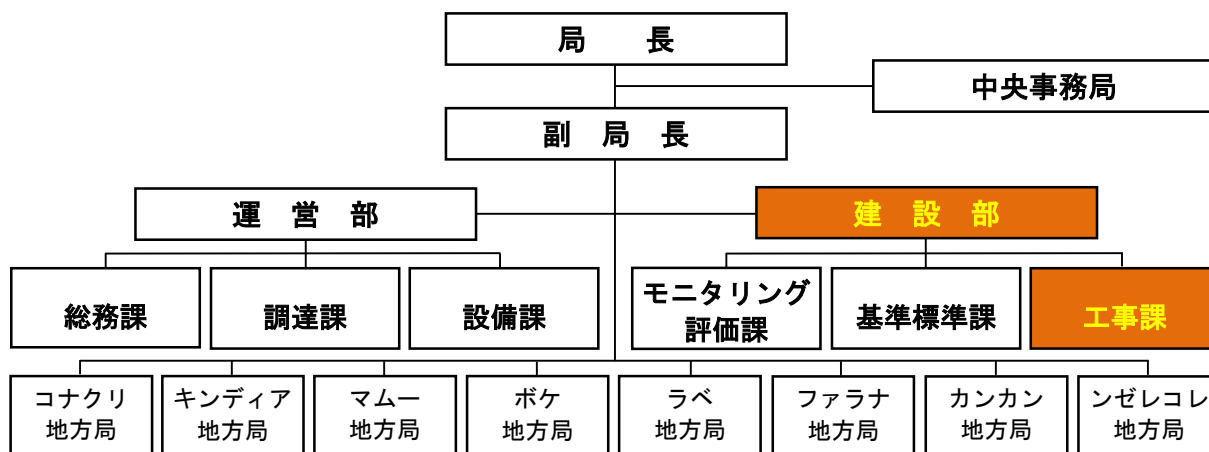 局　長
中央事務局
副　局　長
運　営　部
建　設　部
総務課
調達課
設備課
モニタリング
評価課
基準標準課
工事課
コナクリ
地方局
キンディア
地方局
マムー
地方局
ボケ
地方局
ラベ
地方局
ファラナ
地方局
カンカン
地方局
ンゼレコレ
地方局